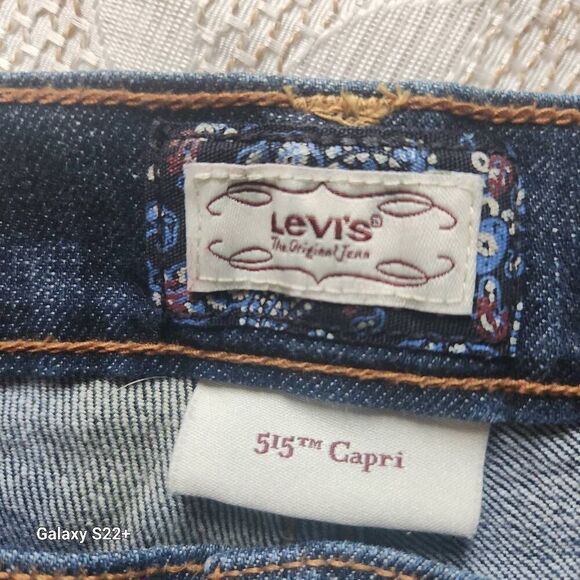 Levi's®
The Original Jean
515™ Capri
Galaxy S22+